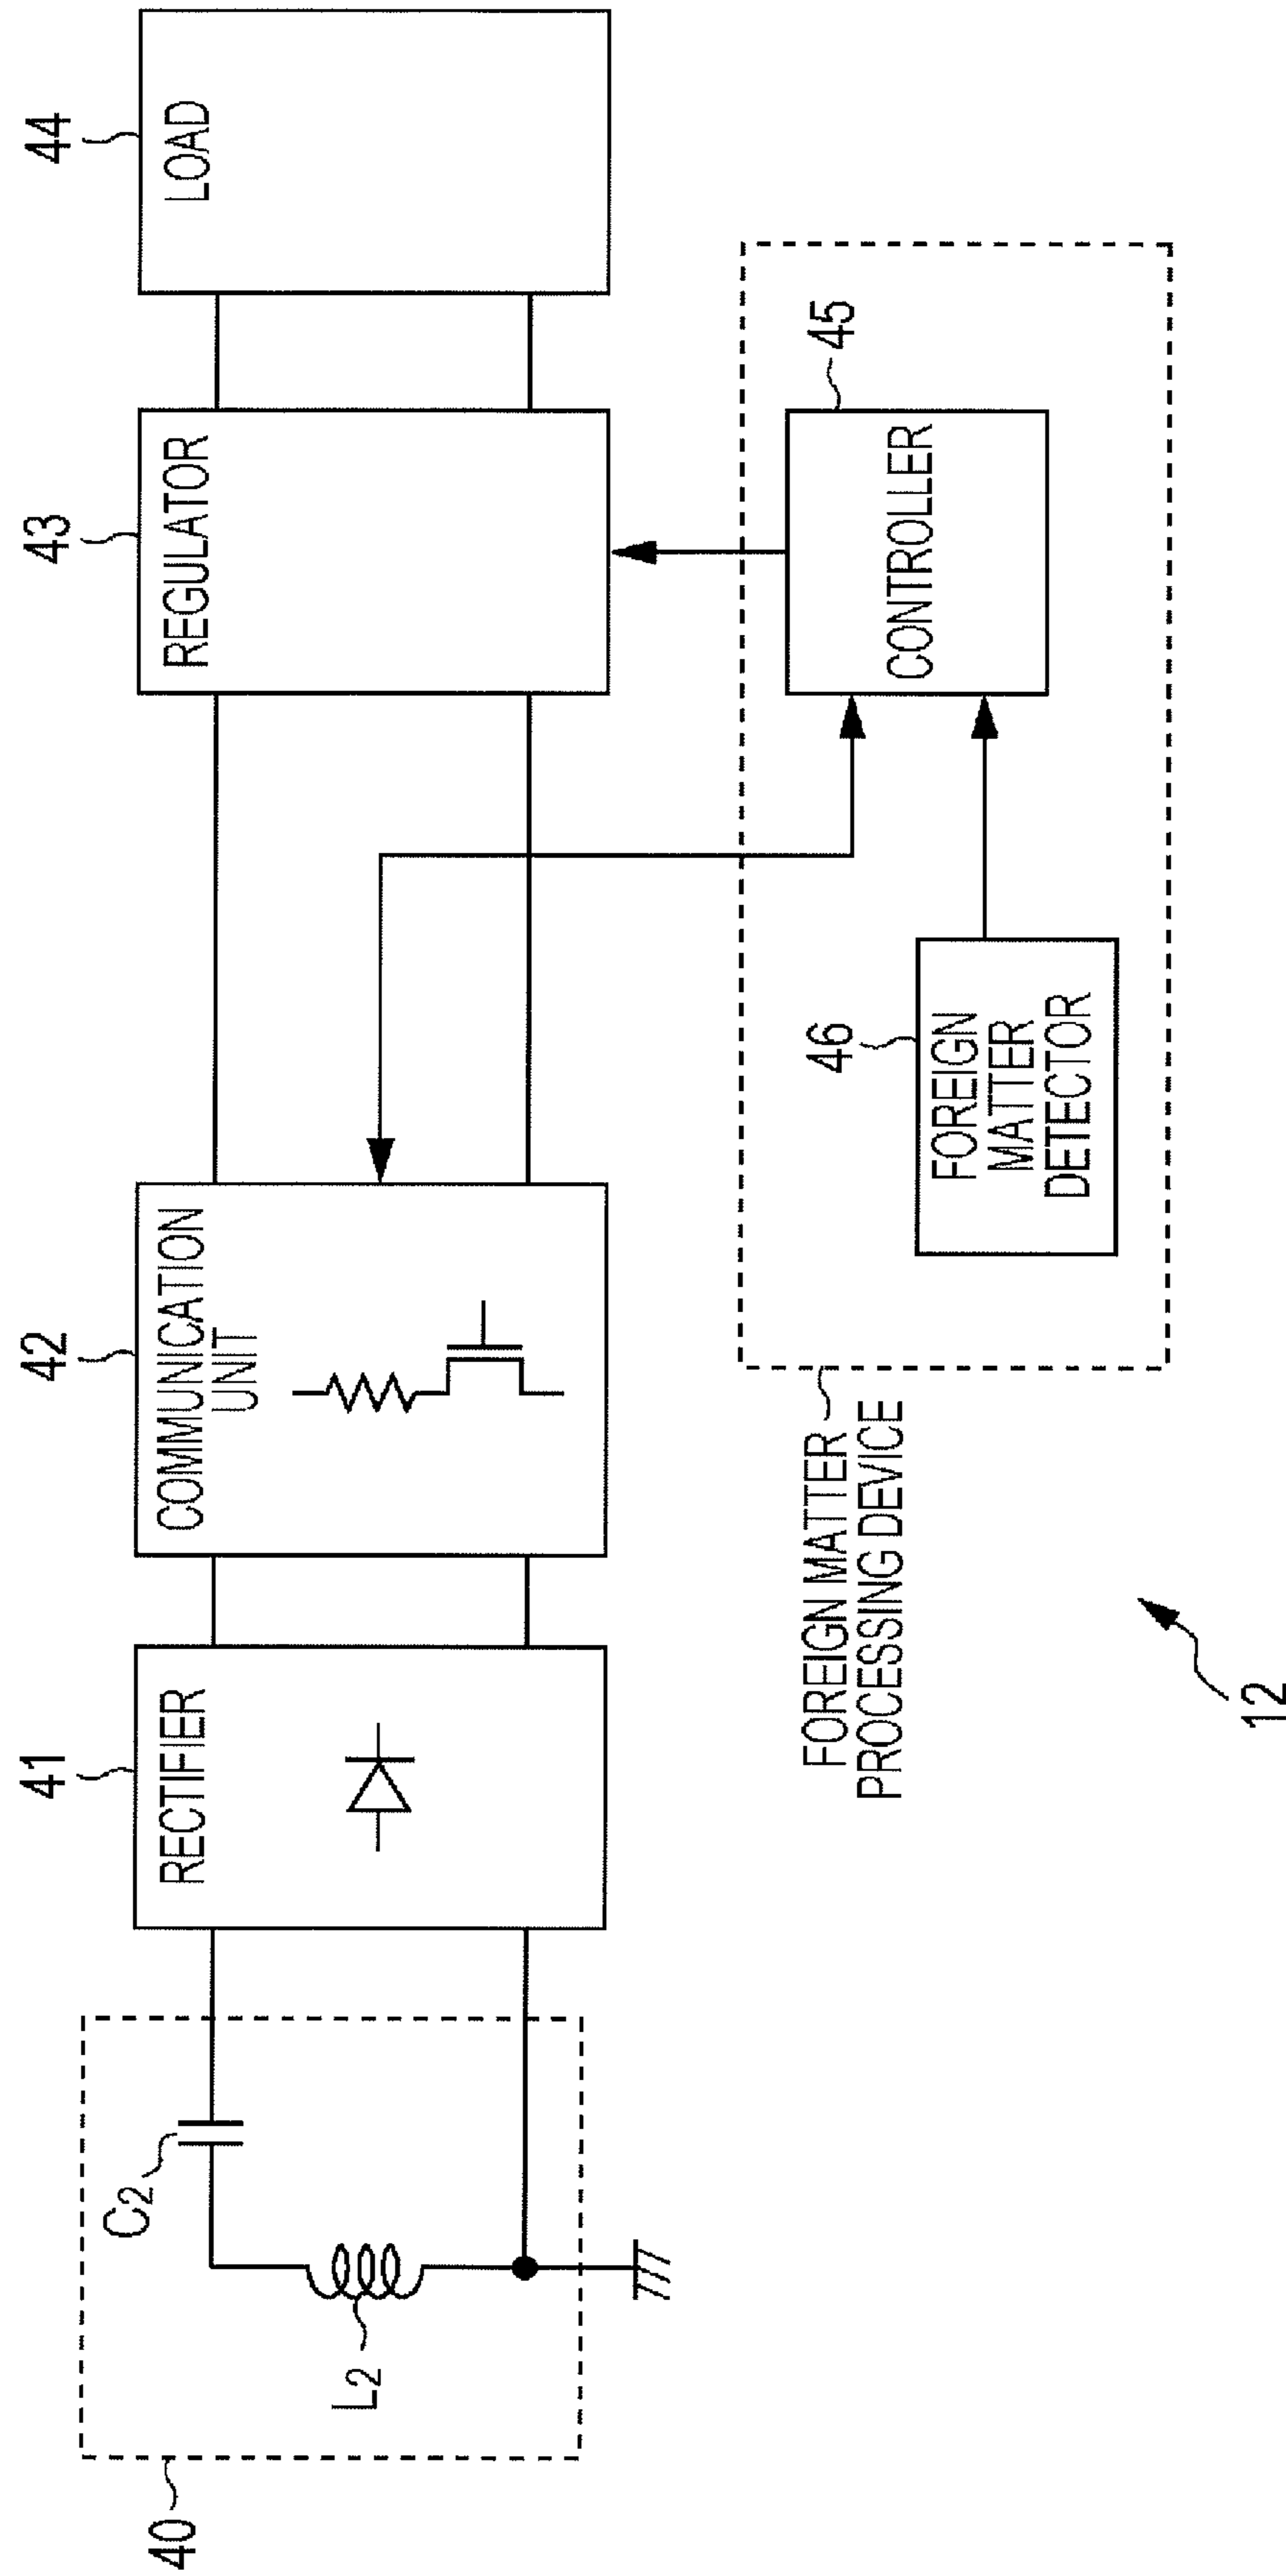 40
C2
L2
41
RECTIFIER
42
COMMUNICATION
UNIT
43
REGULATOR
44
LOAD
FOREIGN MATTER
PROCESSING DEVICE
46
FOREIGN
MATTER
DETECTOR
45
CONTROLLER
12